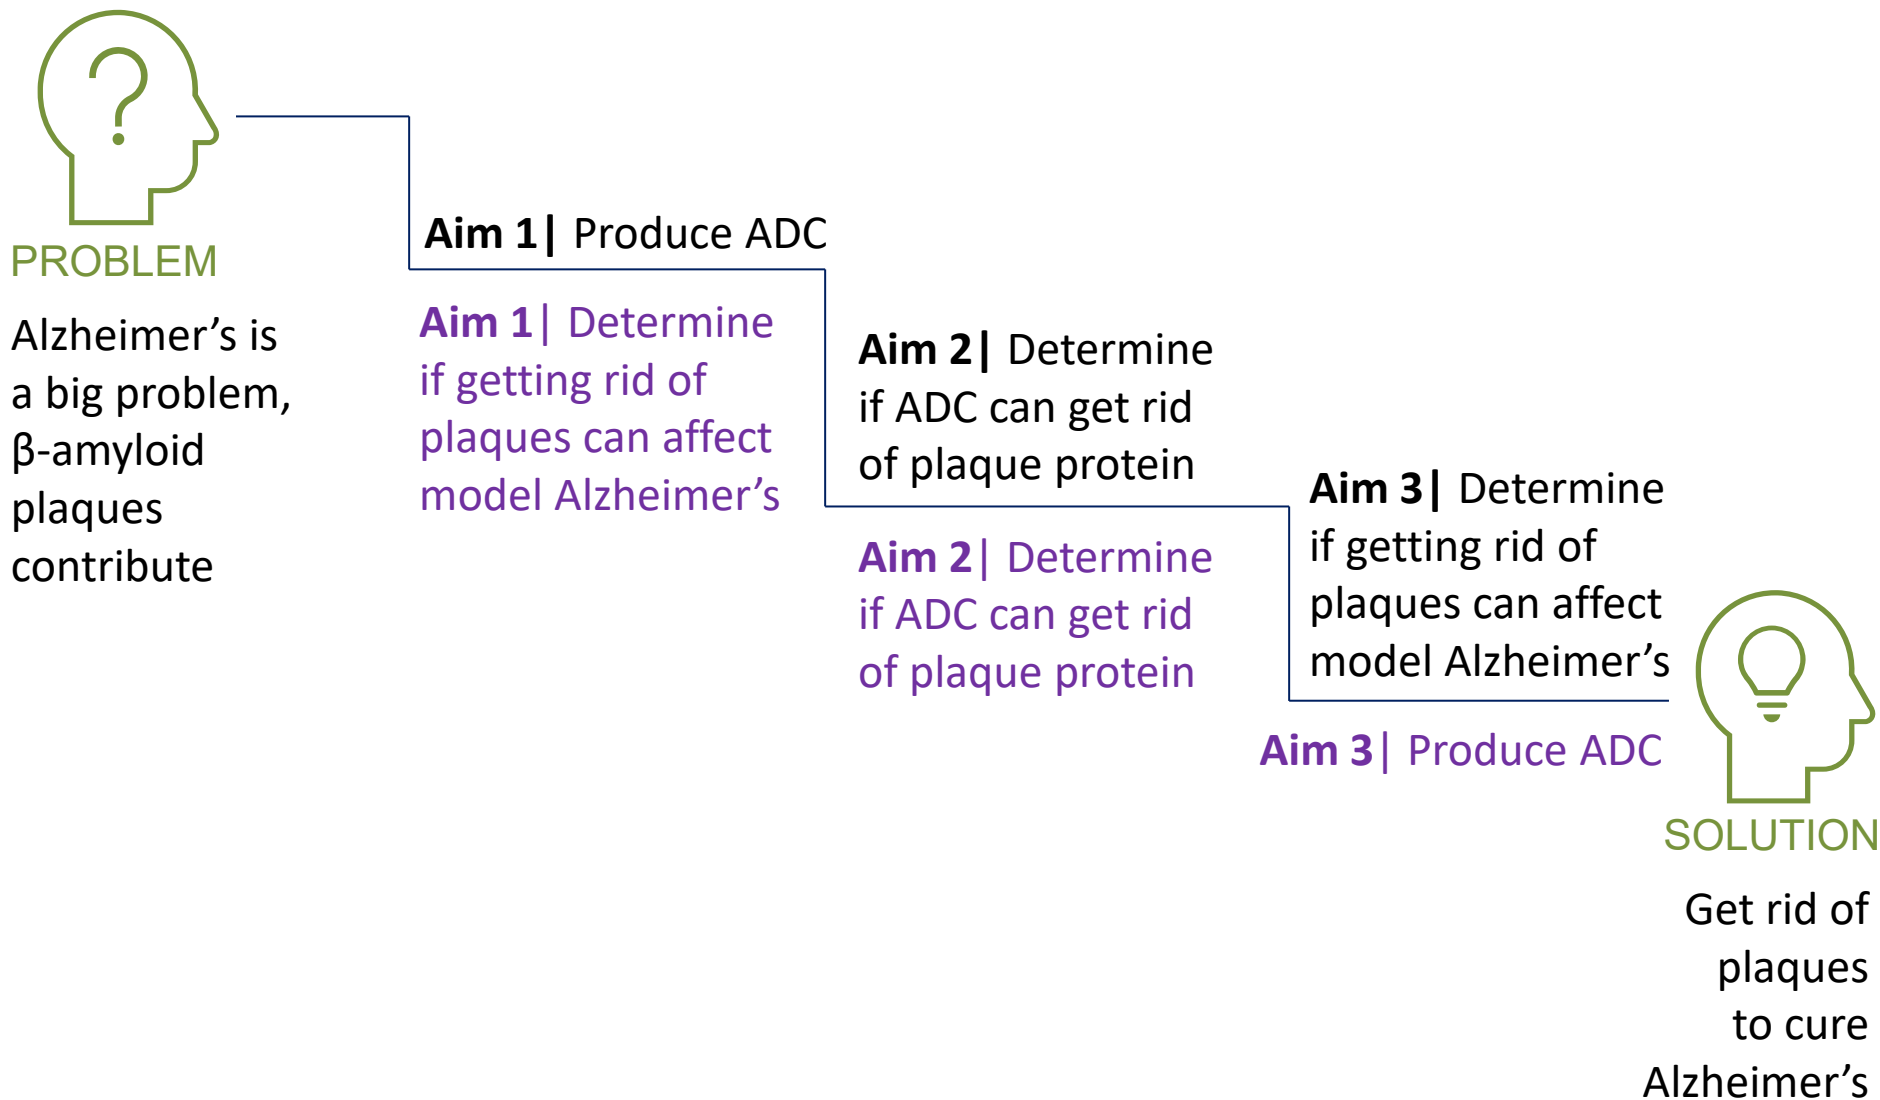 PROBLEM
Alzheimer’s is
a big problem,
β-amyloid
plaques
contribute
Aim 1| Produce ADC
Aim 1| Determine
if getting rid of
plaques can affect
model Alzheimer’s
Aim 2| Determine
if ADC can get rid
of plaque protein
Aim 2| Determine
if ADC can get rid
of plaque protein
Aim 3| Determine
if getting rid of
plaques can affect
model Alzheimer’s
Aim 3| Produce ADC
SOLUTION
Get rid of
plaques
to cure
Alzheimer’s